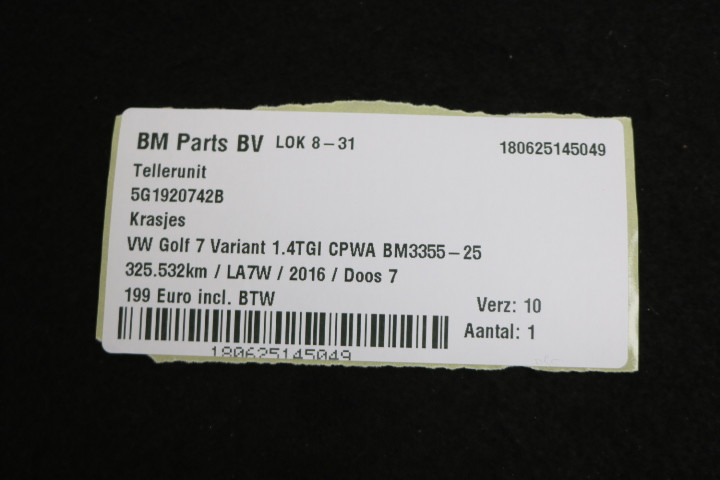 BM Parts BV LOK 8-31 180625145049
Tellerunit
5G1920742B
Krasjes
VW Golf 7 Variant 1.4TGI CPWA BM3355-25
325.532km / LA7W / 2016 / Doos 7
199 Euro incl. BTW Verz: 10
Aantal: 1
180625145049